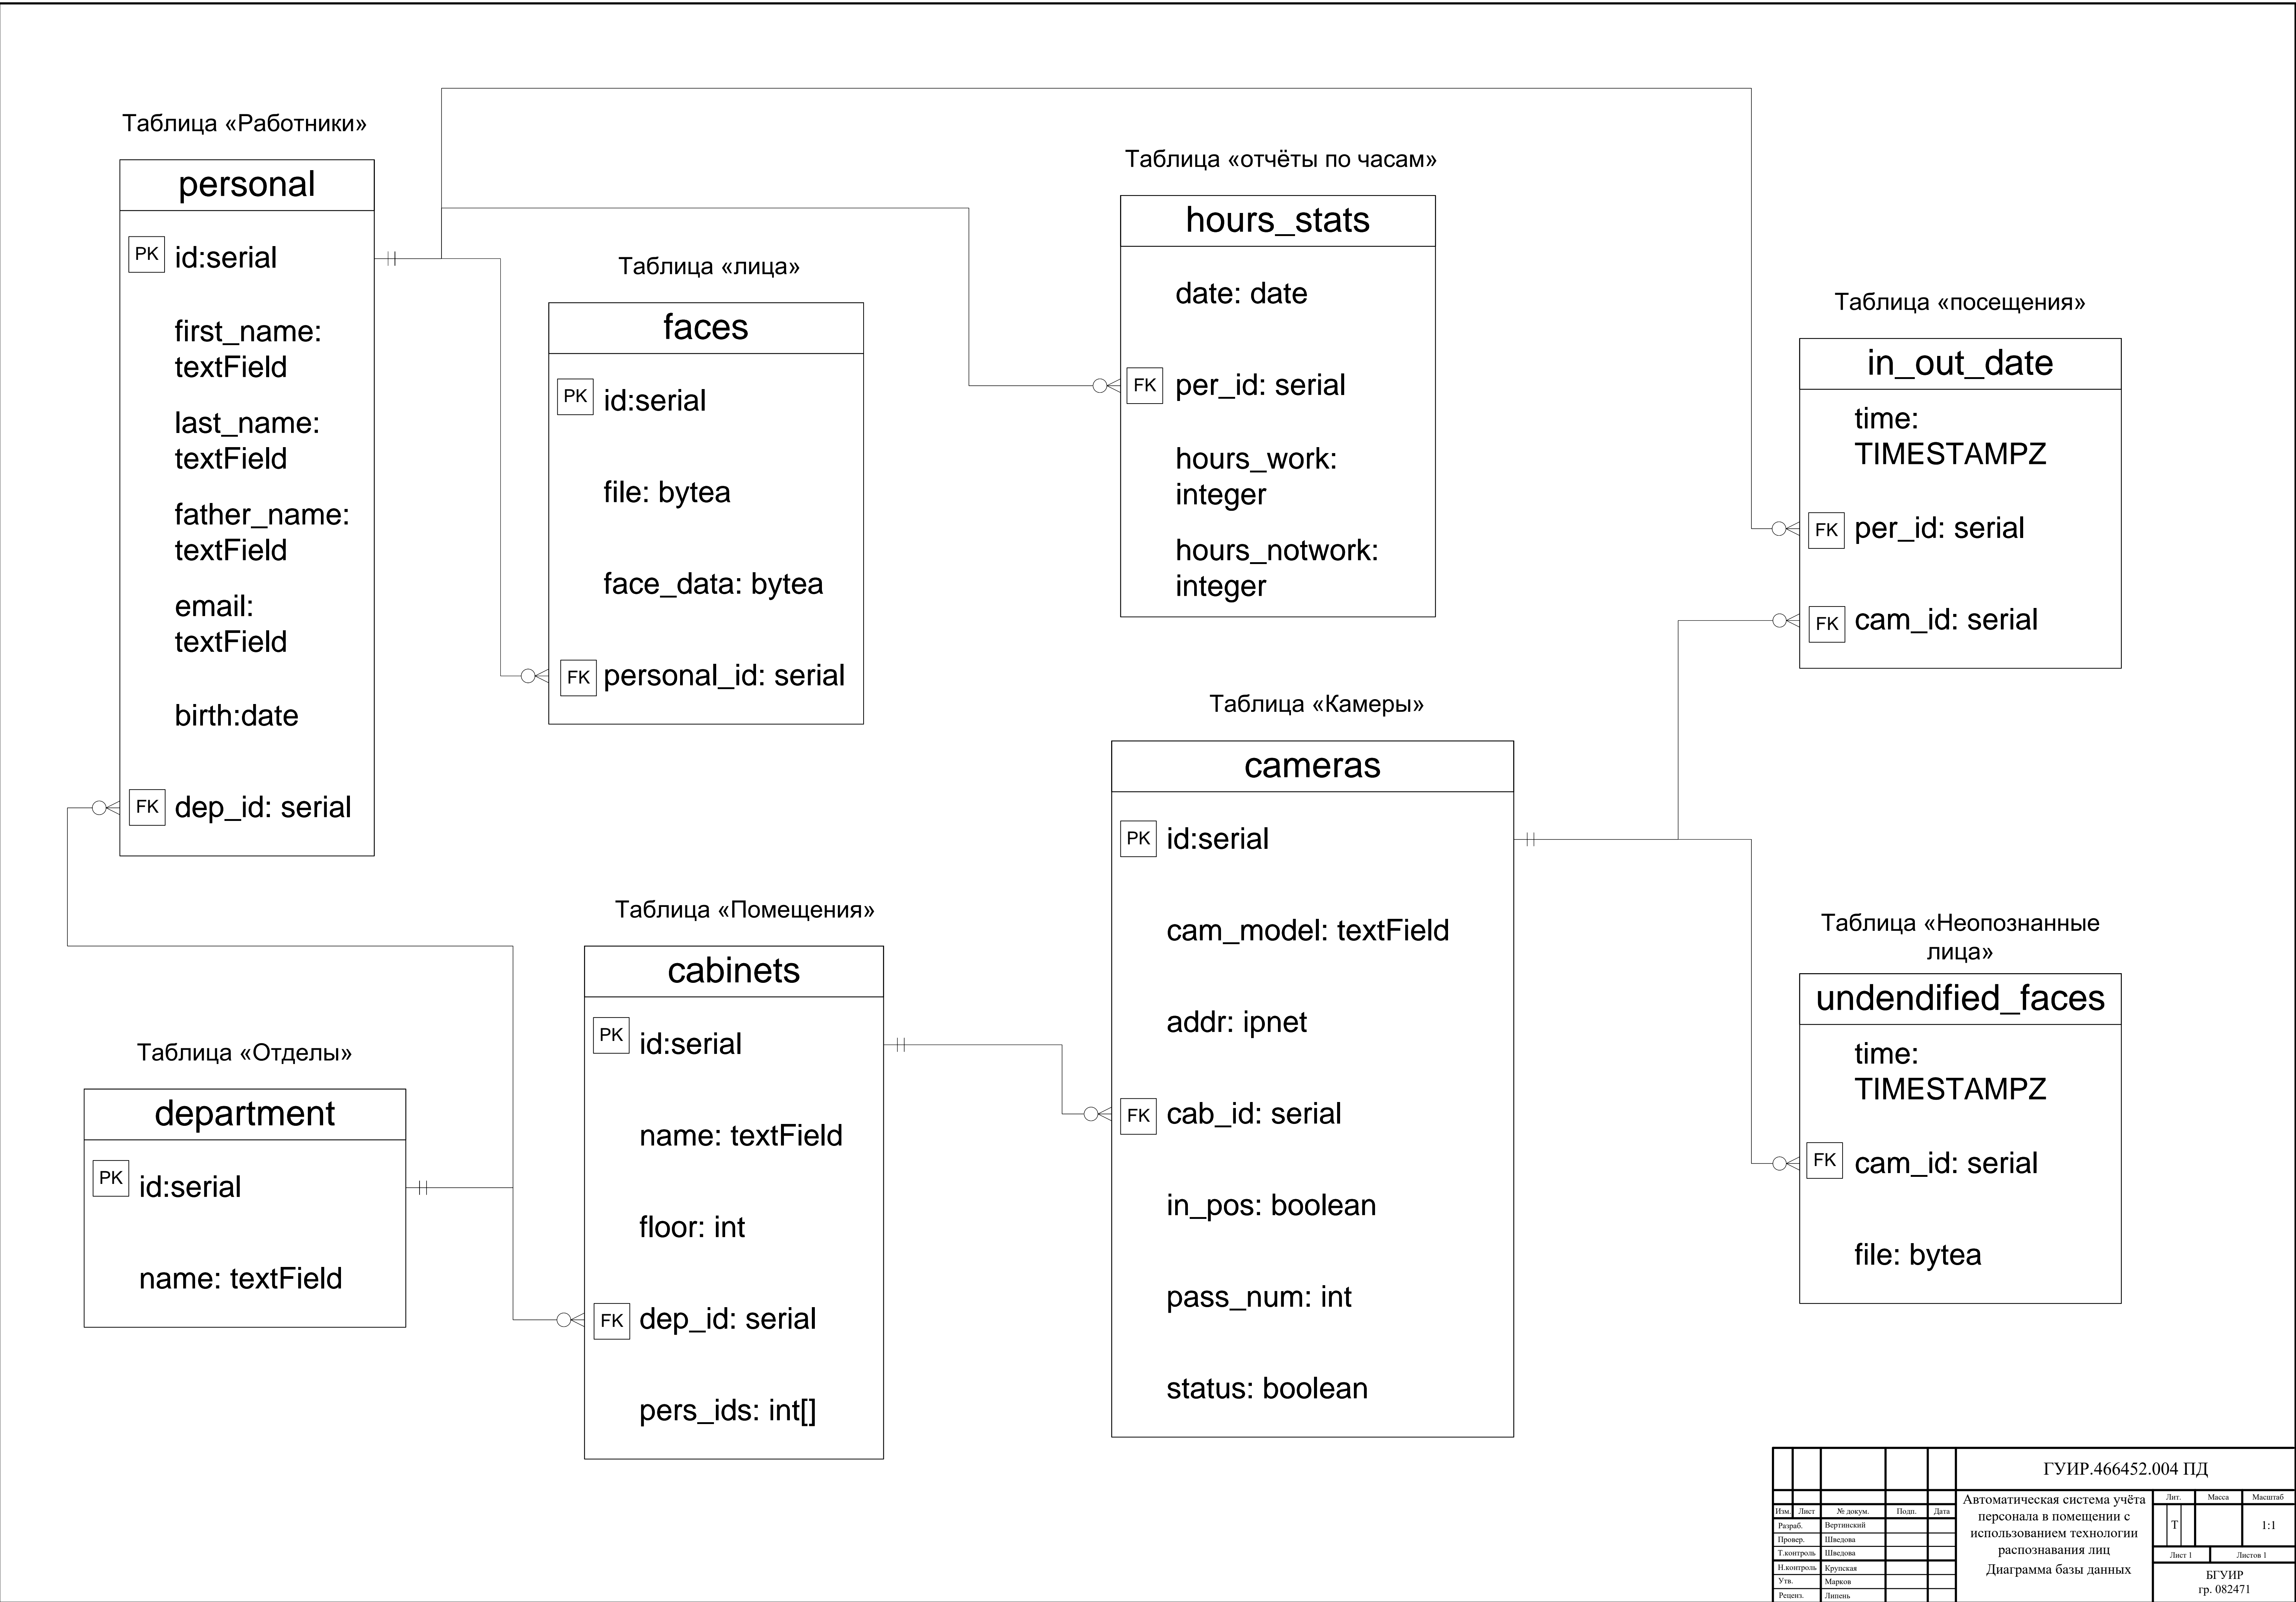 Таблица «Работники»
personal
PK id:serial
first_name:
textField
last_name:
textField
father_name:
textField
email:
textField
birth:date
FK dep_id: serial
Таблица «лица»
faces
PK id:serial
file: bytea
face_data: bytea
FK personal_id: serial
Таблица «отчёты по часам»
hours_stats
date: date
FK per_id: serial
hours_work:
integer
hours_notwork:
integer
Таблица «посещения»
in_out_date
time:
TIMESTAMPZ
FK per_id: serial
FK cam_id: serial
Таблица «Отделы»
department
PK id:serial
name: textField
Таблица «Помещения»
cabinets
PK id:serial
name: textField
floor: int
FK dep_id: serial
pers_ids: int[]
Таблица «Камеры»
cameras
PK id:serial
cam_model: textField
addr: ipnet
FK cab_id: serial
in_pos: boolean
pass_num: int
status: boolean
Таблица «Неопознанные
лица»
undendified_faces
time:
TIMESTAMPZ
FK cam_id: serial
file: bytea
ГУИР.466452.004 ПД
Изм. Лист № докум. Подп. Дата
Разраб. Вертинский
Провер. Шведова
Т.контроль Шведова
Н.контроль Крупская
Утв. Марков
Реценз. Липень
Автоматическая система учёта
персонала в помещении с
использованием технологии
распознавания лиц
Диаграмма базы данных
Лит. Масса Масштаб
Т 1:1
Лист 1 Листов 1
БГУИР
гр. 082471